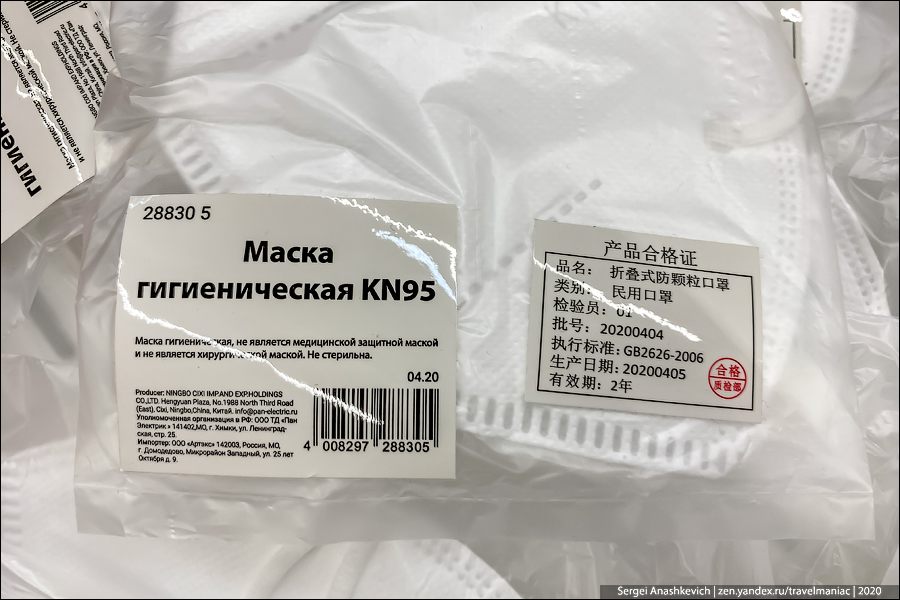 28830 5
Маска
гигиеническая KN95
Маска гигиеническая, не является медицинской защитной маской
и не является хирургической маской. Не стерильна.
04.20
Producer: NINGBO CIXI IMP.AND EXP.HOLDINGS
CO.,LTD. Hengyuan Plaza, No.1988 North Third Road
(East), Cixi, Ningbo,China, Китай. info@pan-electric.ru
Уполномоченная организация в РФ: ООО ТД «Пан
Электрик » 141402,МО, г. Химки, ул. Ленинград-
ская, стр. 25.
Импортер: ООО «Артэкс» 142003, Россия, МО,
г. Домодедово, Микрорайон Западный, ул. 25 лет
Октября д. 9.
4 008297 288305
产品合格证
品名: 折叠式防颗粒口罩
类别: 民用口罩
检验员: 01
批号: 20200404
执行标准: GB2626-2006
生产日期: 20200405
有效期: 2年
合格
质检部
Sergei Anashkevich | zen.yandex.ru/travelmaniac | 2020